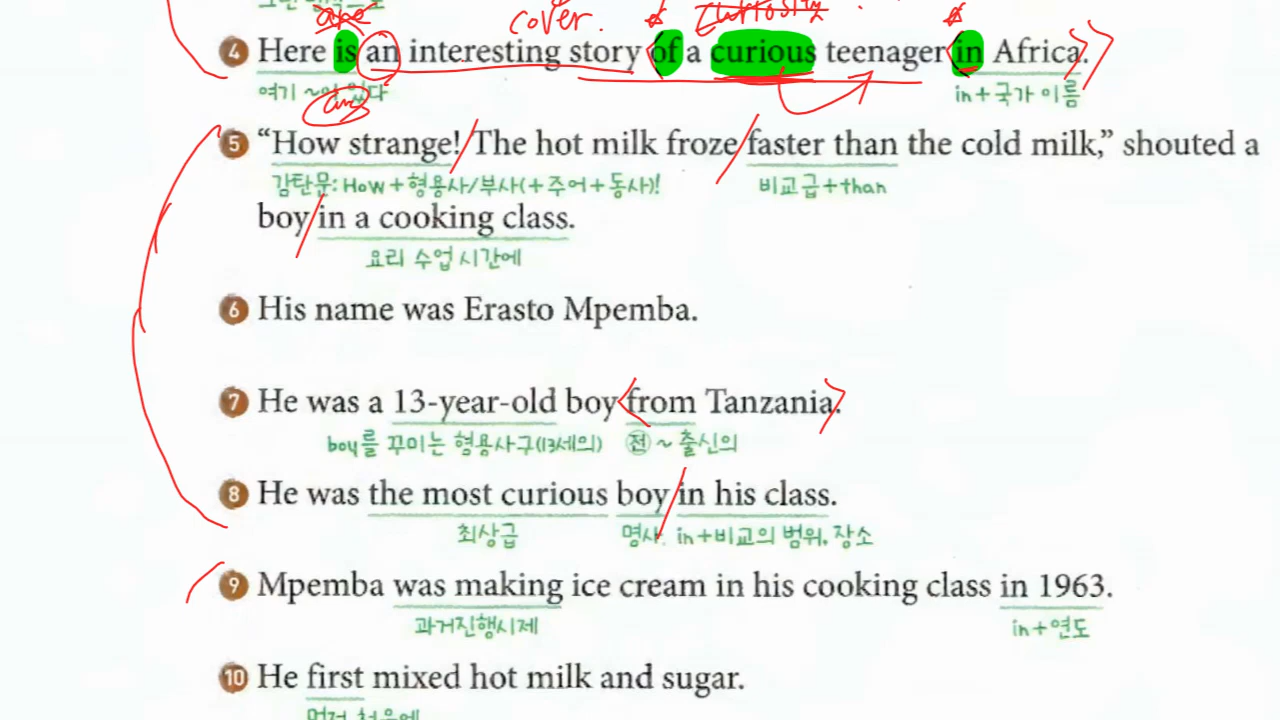 cover.
④ Here is an interesting story of a curious teenager in Africa.
여기 ~이 있다 in+국가 이름
⑤ “How strange! The hot milk froze faster than the cold milk,” shouted a
감탄문: How+형용사/부사(+주어+동사)! 비교급+than
boy in a cooking class.
요리 수업 시간에
⑥ His name was Erasto Mpemba.
⑦ He was a 13-year-old boy from Tanzania.
boy를 꾸미는 형용사구(13세의) 전 ~ 출신의
⑧ He was the most curious boy in his class.
최상급 명사 in+비교의 범위, 장소
⑨ Mpemba was making ice cream in his cooking class in 1963.
과거진행시제 in+연도
⑩ He first mixed hot milk and sugar.